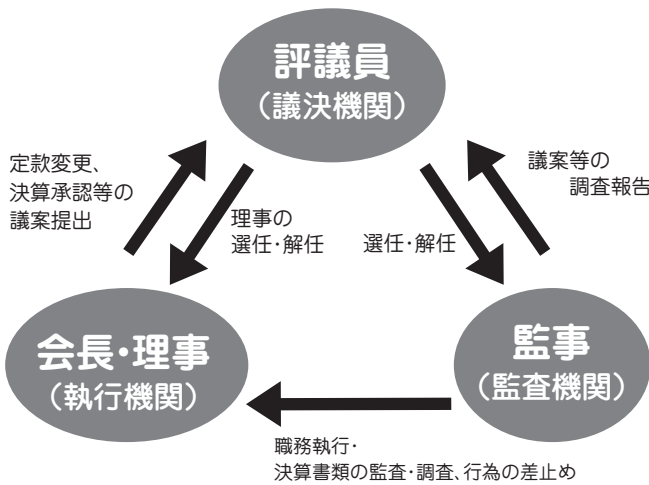 評議員
（議決機関）
定款変更、
決算承認等の
議案提出
理事の
選任・解任
選任・解任
議案等の
調査報告
会長・理事
（執行機関）
監事
（監査機関）
職務執行・
決算書類の監査・調査、行為の差止め